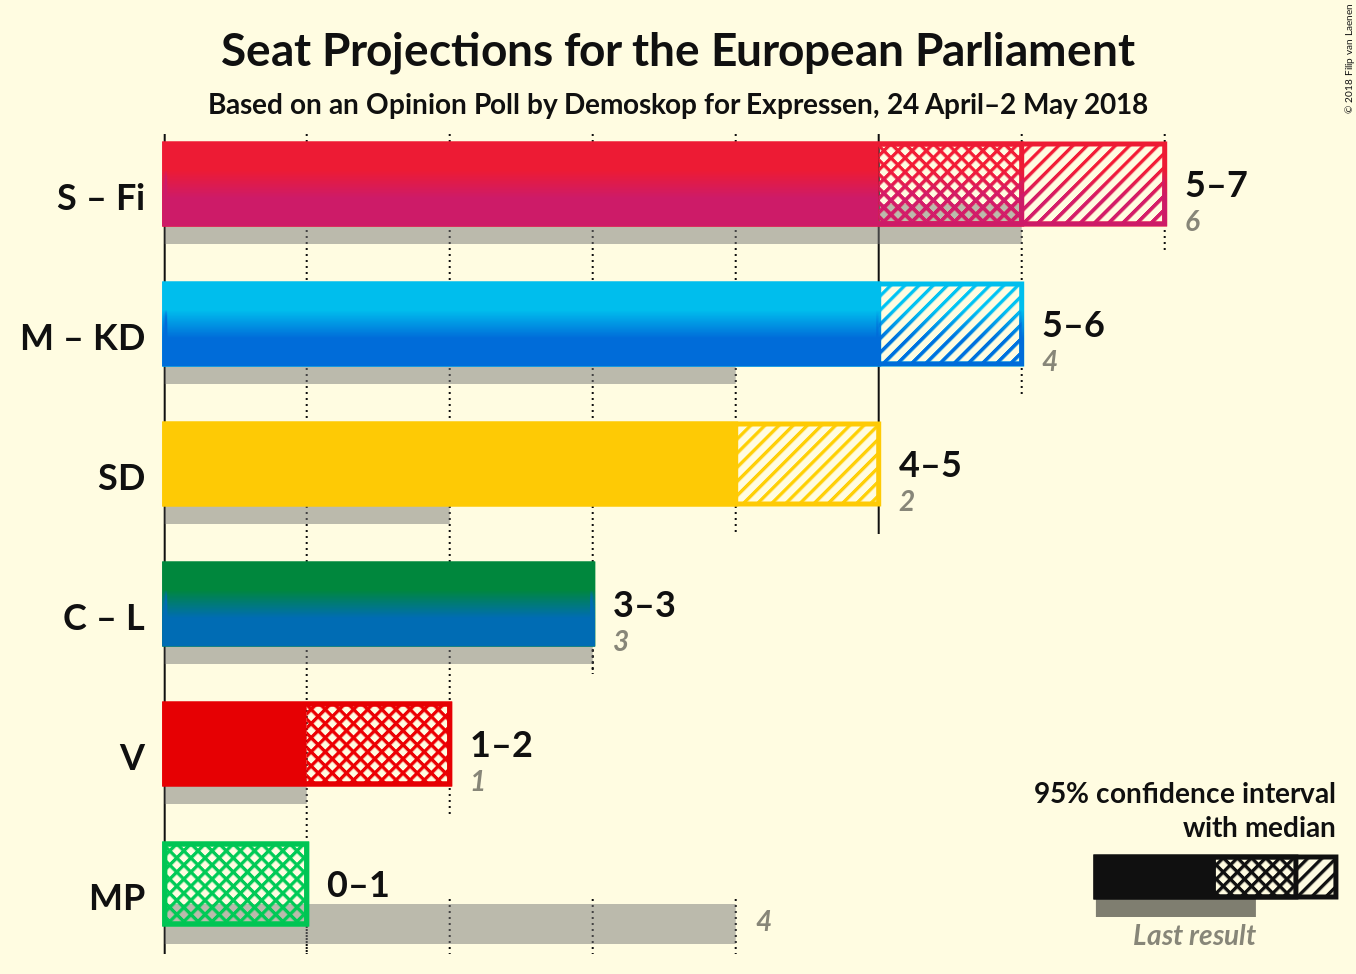 Seat Projections for the European Parliament
Based on an Opinion Poll by Demoskop for Expressen, 24 April–2 May 2018
© 2018 Filip van Laenen
S – Fi
5–7
6
M – KD
5–6
4
SD
4–5
2
C – L
3–3
3
V
1–2
1
MP
0–1
4
95% confidence interval
with median
Last result